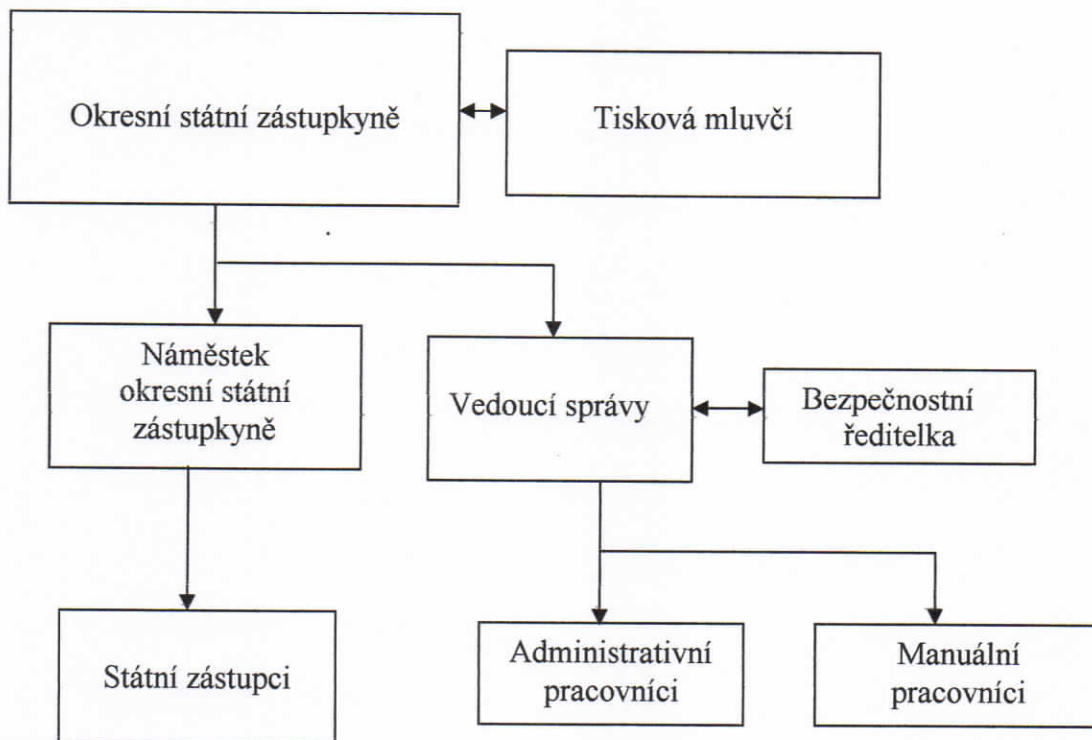 Okresní státní zástupkyně
Tisková mluvčí
Náměstek
okresní státní
zástupkyně
Vedoucí správy
Bezpečnostní
ředitelka
Státní zástupci
Administrativní
pracovníci
Manuální
pracovníci